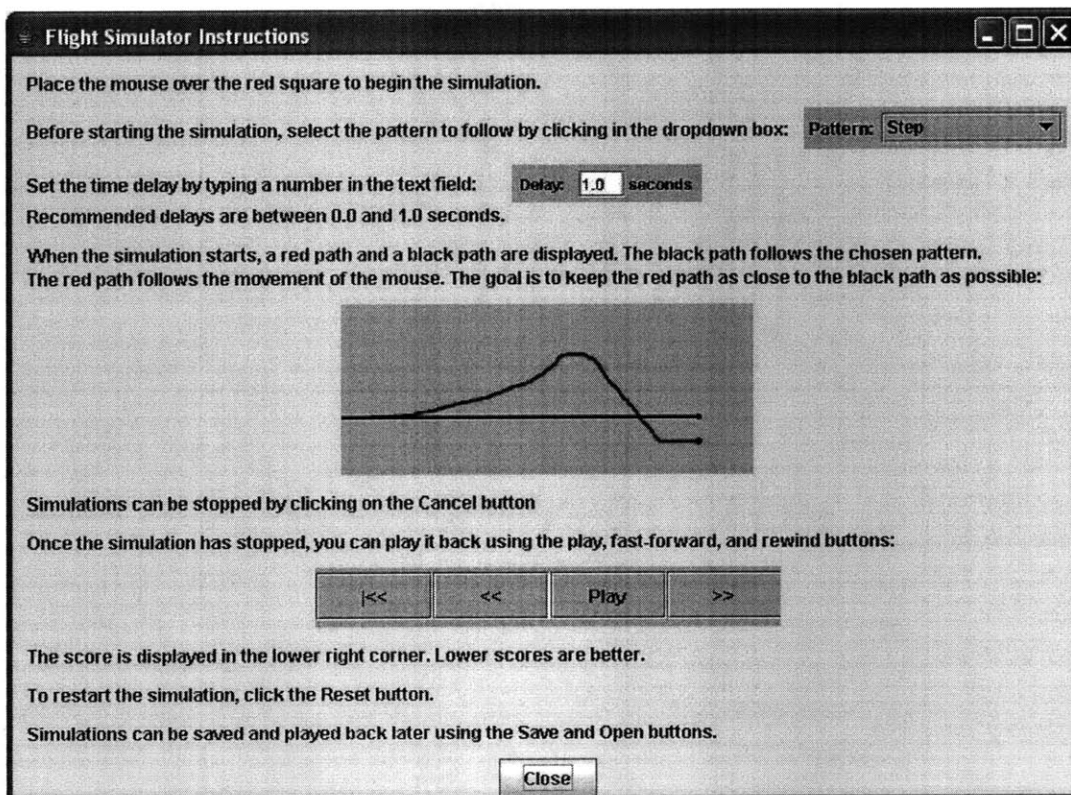 Flight Simulator Instructions
Place the mouse over the red square to begin the simulation.
Before starting the simulation, select the pattern to follow by clicking in the dropdown box: Pattern: Step
Set the time delay by typing a number in the text field: Delay: 1.0 seconds
Recommended delays are between 0.0 and 1.0 seconds.
When the simulation starts, a red path and a black path are displayed. The black path follows the chosen pattern.
The red path follows the movement of the mouse. The goal is to keep the red path as close to the black path as possible:
Simulations can be stopped by clicking on the Cancel button
Once the simulation has stopped, you can play it back using the play, fast-forward, and rewind buttons:
|<< << Play >>
The score is displayed in the lower right corner. Lower scores are better.
To restart the simulation, click the Reset button.
Simulations can be saved and played back later using the Save and Open buttons.
Close